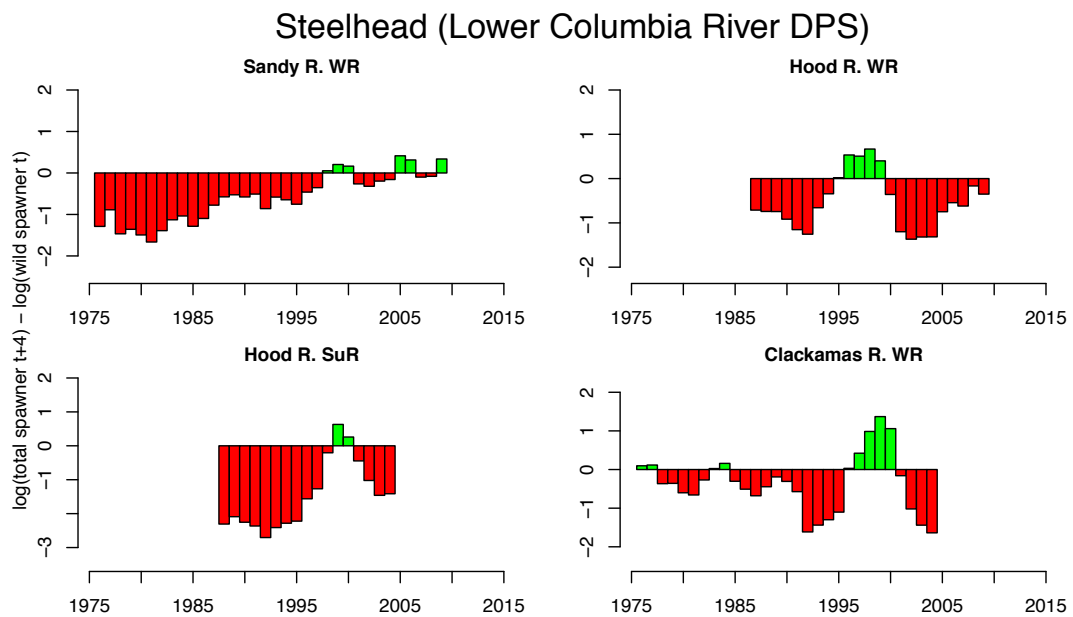 Steelhead (Lower Columbia River DPS)
log(total spawner t+4) − log(wild spawner t)
Sandy R. WR
2
1
0
−1
−2
1975 1985 1995 2005 2015
Hood R. WR
2
1
0
−1
−2
1975 1985 1995 2005 2015
Hood R. SuR
2
1
0
−1
−3
1975 1985 1995 2005 2015
Clackamas R. WR
2
1
0
−1
−2
1975 1985 1995 2005 2015